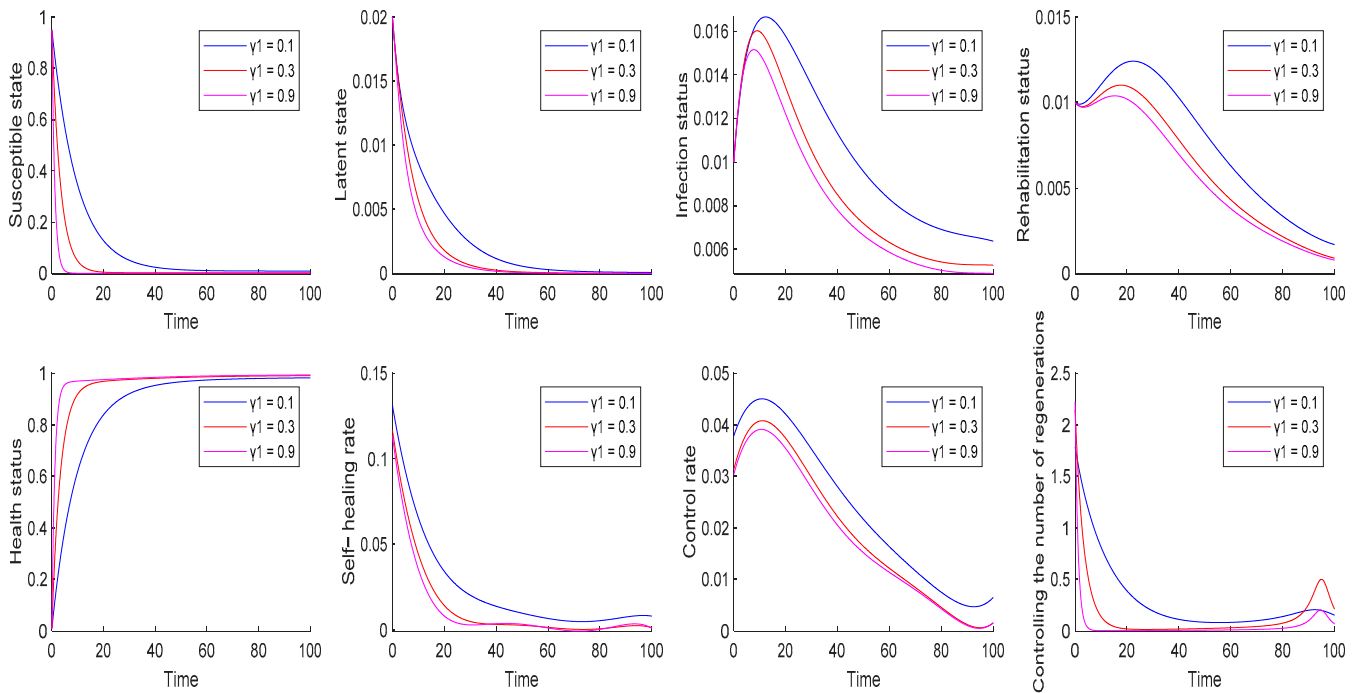 Susceptible state
1
0.8
0.6
0.4
0.2
0
0 20 40 60 80 100
Time
γ1 = 0.1
γ1 = 0.3
γ1 = 0.9
Latent state
0.02
0.015
0.01
0.005
0
0 20 40 60 80 100
Time
γ1 = 0.1
γ1 = 0.3
γ1 = 0.9
Infection status
0.016
0.014
0.012
0.01
0.008
0.006
0 20 40 60 80 100
Time
γ1 = 0.1
γ1 = 0.3
γ1 = 0.9
Rehabilitation status
0.015
0.01
0.005
0
0 20 40 60 80 100
Time
γ1 = 0.1
γ1 = 0.3
γ1 = 0.9
Health status
1
0.8
0.6
0.4
0.2
0
0 20 40 60 80 100
Time
γ1 = 0.1
γ1 = 0.3
γ1 = 0.9
Self- healing rate
0.15
0.1
0.05
0
0 20 40 60 80 100
Time
γ1 = 0.1
γ1 = 0.3
γ1 = 0.9
Control rate
0.05
0.04
0.03
0.02
0.01
0
0 20 40 60 80 100
Time
γ1 = 0.1
γ1 = 0.3
γ1 = 0.9
Controlling the number of regenerations
2.5
2
1.5
1
0.5
0
0 20 40 60 80 100
Time
γ1 = 0.1
γ1 = 0.3
γ1 = 0.9